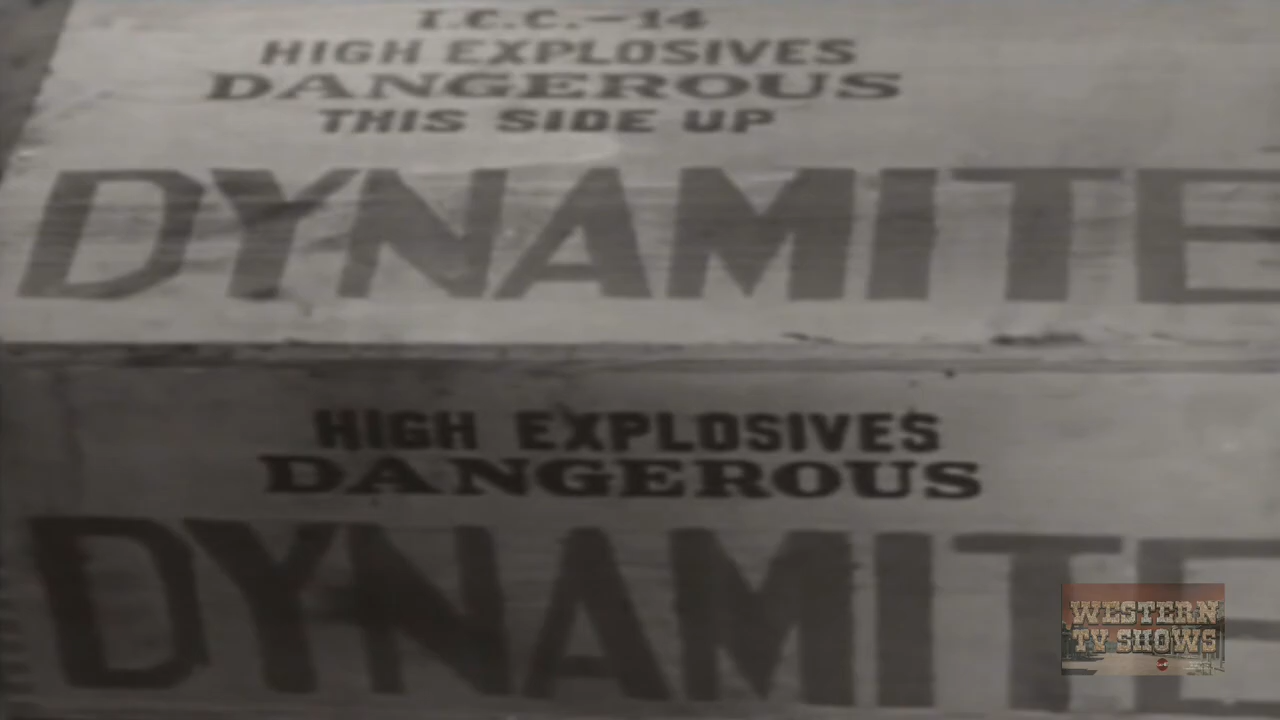 I.C.C.-14
HIGH EXPLOSIVES
DANGEROUS
THIS SIDE UP
DYNAMITE
HIGH EXPLOSIVES
DANGEROUS
DYNAMITE
WESTERN
TV SHOWS